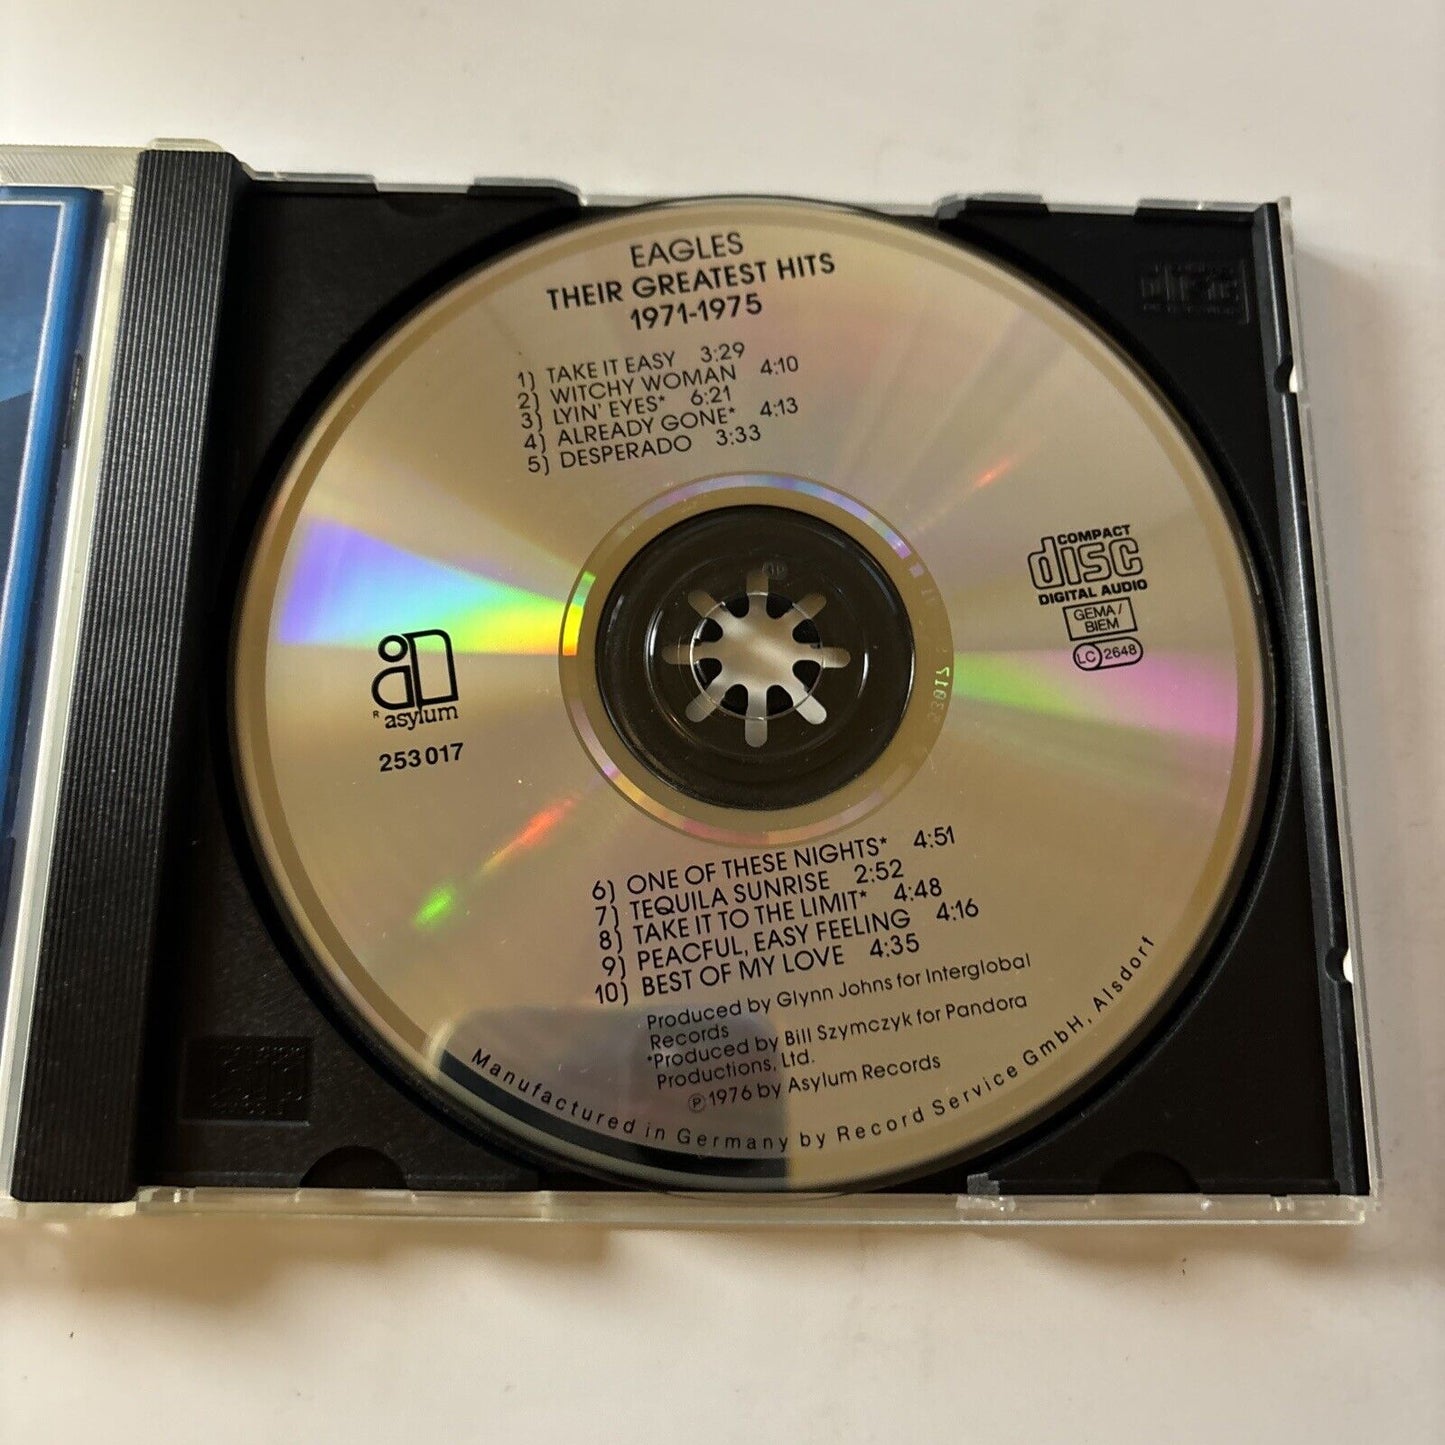 EAGLES
THEIR GREATEST HITS
1971-1975
1) TAKE IT EASY 3:29
2) WITCHY WOMAN 4:10
3) LYIN' EYES* 6:21
4) ALREADY GONE* 4:13
5) DESPERADO 3:33
COMPACT
disc
DIGITAL AUDIO
GEMA/
BIEM
LC 2648
R asylum
253 017
6) ONE OF THESE NIGHTS* 4:51
7) TEQUILA SUNRISE 2:52
8) TAKE IT TO THE LIMIT* 4:48
9) PEACFUL, EASY FEELING 4:16
10) BEST OF MY LOVE 4:35
Produced by Glynn Johns for Interglobal
Records
*Produced by Bill Szymczyk for Pandora
Productions, Ltd.
℗ 1976 by Asylum Records
Manufactured in Germany by Record Service GmbH, Alsdorf